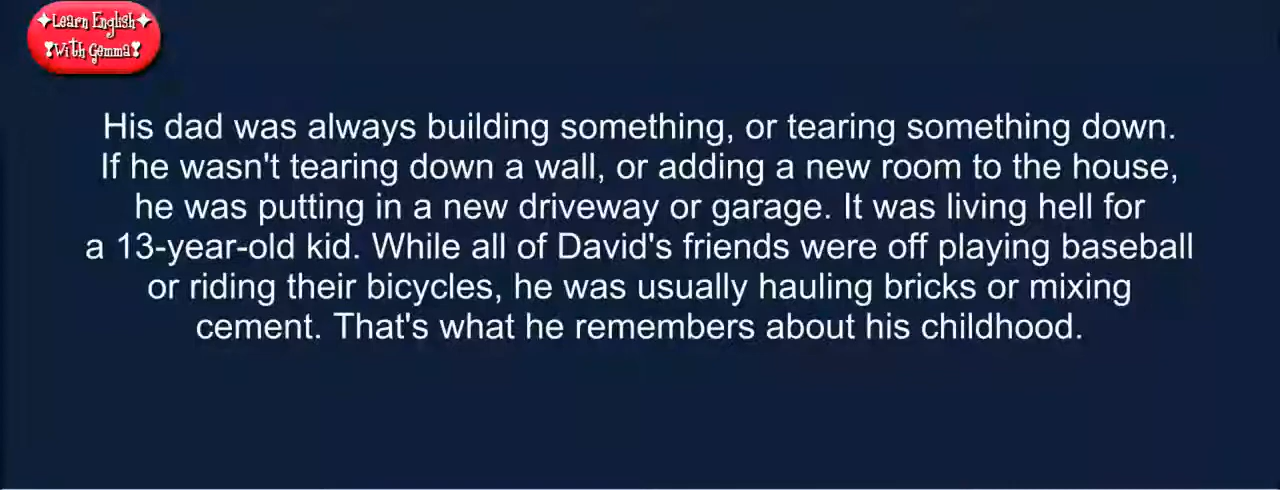 ✦Learn English✦
❣With Gemma❣
His dad was always building something, or tearing something down.
If he wasn't tearing down a wall, or adding a new room to the house,
he was putting in a new driveway or garage. It was living hell for
a 13-year-old kid. While all of David's friends were off playing baseball
or riding their bicycles, he was usually hauling bricks or mixing
cement. That's what he remembers about his childhood.